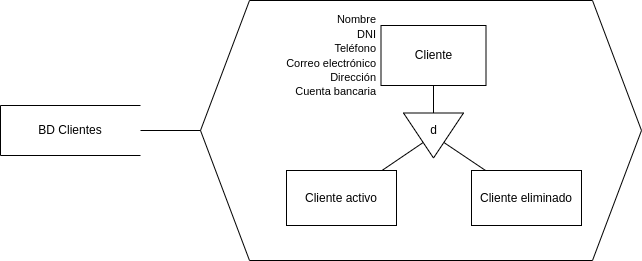 Nombre
DNI
Teléfono
Correo electrónico
Dirección
Cuenta bancaria
Cliente
BD Clientes
d
Cliente activo
Cliente eliminado